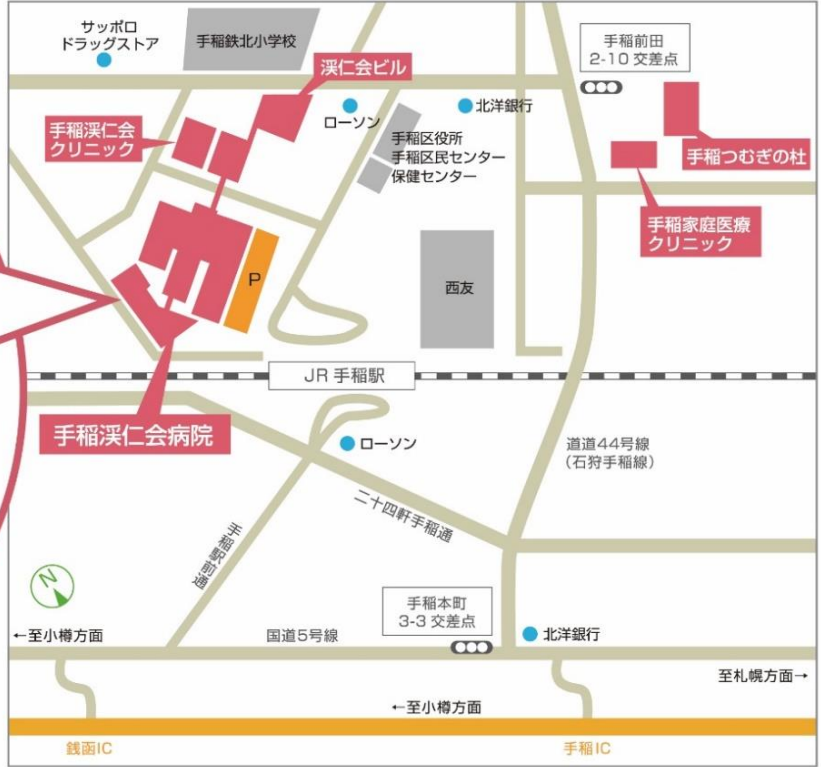 サッポロ
ドラッグストア
手稲鉄北小学校
渓仁会ビル
手稲前田
2-10 交差点
ローソン
北洋銀行
手稲渓仁会
クリニック
手稲区役所
手稲区民センター
保健センター
手稲つむぎの杜
手稲家庭医療
クリニック
P
西友
JR 手稲駅
手稲渓仁会病院
ローソン
道道44号線
(石狩手稲線)
二十四軒手稲通
手稲駅前通
N
手稲本町
3-3 交差点
←至小樽方面
国道5号線
北洋銀行
至札幌方面→
←至小樽方面
銭函IC
手稲IC